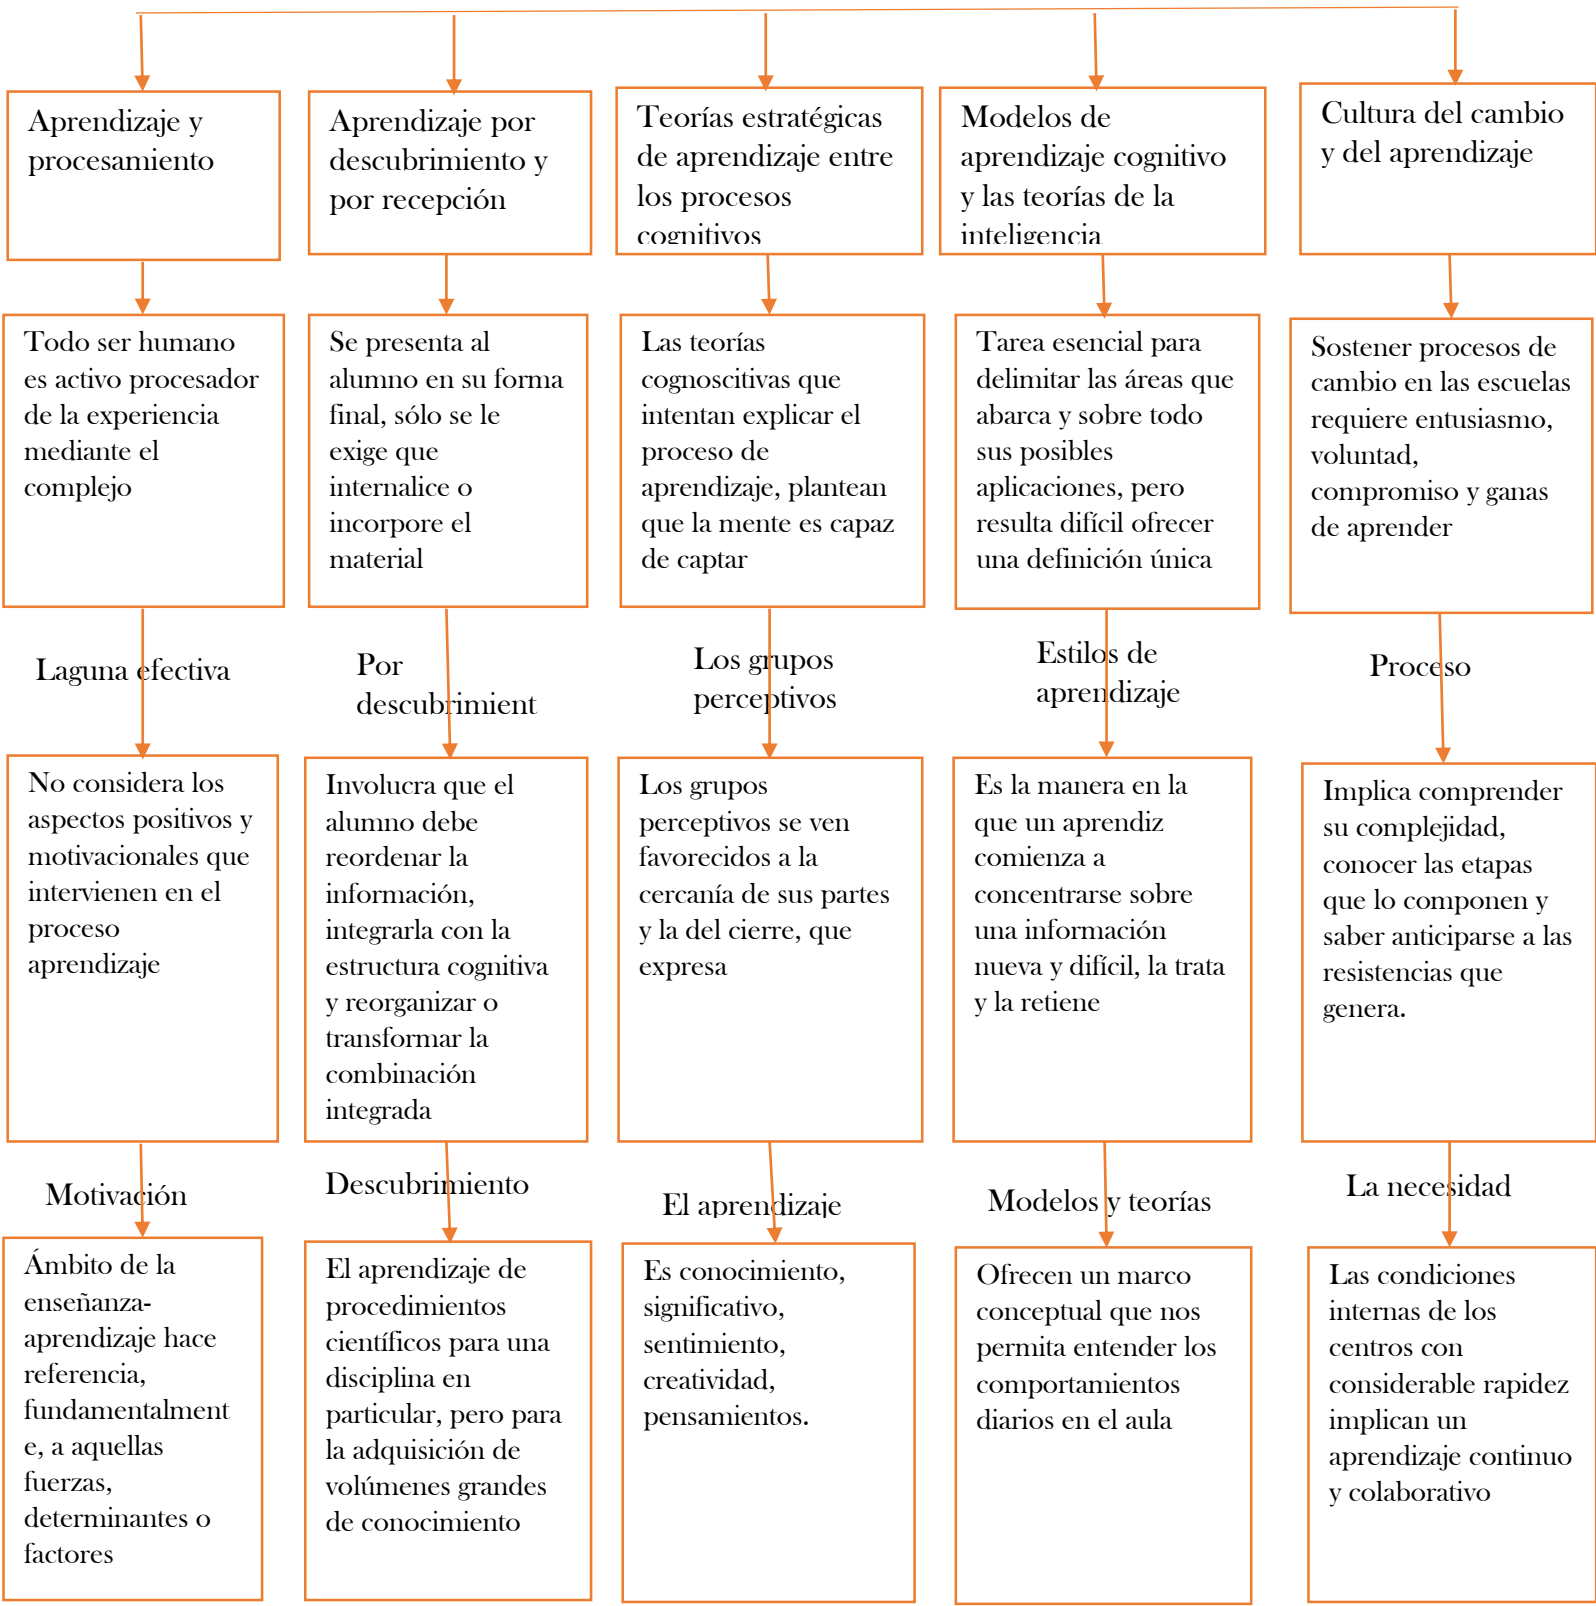 Aprendizaje y
procesamiento
Aprendizaje por
descubrimiento y
por recepción
Teorías estratégicas
de aprendizaje entre
los procesos
cognitivos
Modelos de
aprendizaje cognitivo
y las teorías de la
inteligencia
Cultura del cambio
y del aprendizaje
Todo ser humano
es activo procesador
de la experiencia
mediante el
complejo
Se presenta al
alumno en su forma
final, sólo se le
exige que
internalice o
incorpore el
material
Las teorías
cognoscitivas que
intentan explicar el
proceso de
aprendizaje, plantean
que la mente es capaz
de captar
Tarea esencial para
delimitar las áreas que
abarca y sobre todo
sus posibles
aplicaciones, pero
resulta difícil ofrecer
una definición única
Sostener procesos de
cambio en las escuelas
requiere entusiasmo,
voluntad,
compromiso y ganas
de aprender
Laguna efectiva
Por
descubrimient
Los grupos
perceptivos
Estilos de
aprendizaje
Proceso
No considera los
aspectos positivos y
motivacionales que
intervienen en el
proceso
aprendizaje
Involucra que el
alumno debe
reordenar la
información,
integrarla con la
estructura cognitiva
y reorganizar o
transformar la
combinación
integrada
Los grupos
perceptivos se ven
favorecidos a la
cercanía de sus partes
y la del cierre, que
expresa
Es la manera en la
que un aprendiz
comienza a
concentrarse sobre
una información
nueva y difícil, la trata
y la retiene
Implica comprender
su complejidad,
conocer las etapas
que lo componen y
saber anticiparse a las
resistencias que
genera.
Motivación
Descubrimiento
El aprendizaje
Modelos y teorías
La necesidad
Ámbito de la
enseñanza-
aprendizaje hace
referencia,
fundamentalment
e, a aquellas
fuerzas,
determinantes o
factores
El aprendizaje de
procedimientos
científicos para una
disciplina en
particular, pero para
la adquisición de
volúmenes grandes
de conocimiento
Es conocimiento,
significativo,
sentimiento,
creatividad,
pensamientos.
Ofrecen un marco
conceptual que nos
permita entender los
comportamientos
diarios en el aula
Las condiciones
internas de los
centros con
considerable rapidez
implican un
aprendizaje continuo
y colaborativo